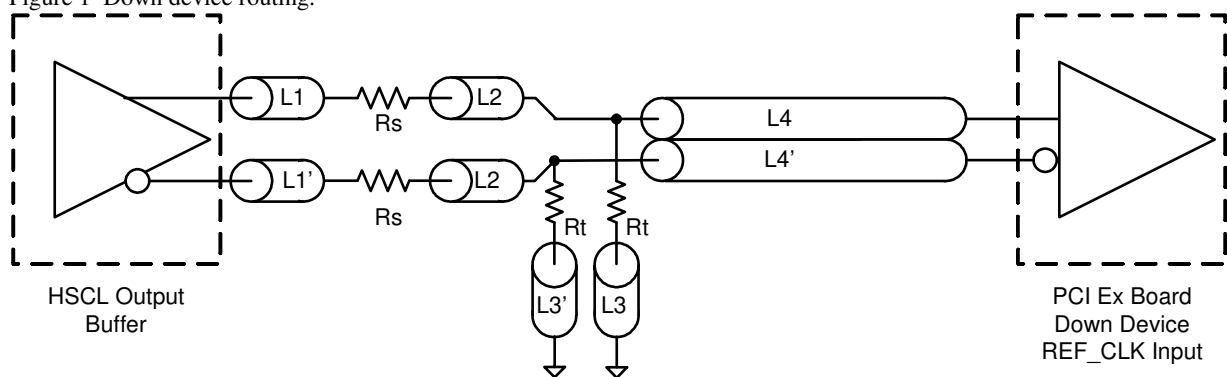 Figure 1 Down device routing.
L1
Rs
L2
L4
L1'
Rs
L2
L4'
Rt
Rt
L3'
L3
HSCL Output
Buffer
PCI Ex Board
Down Device
REF_CLK Input